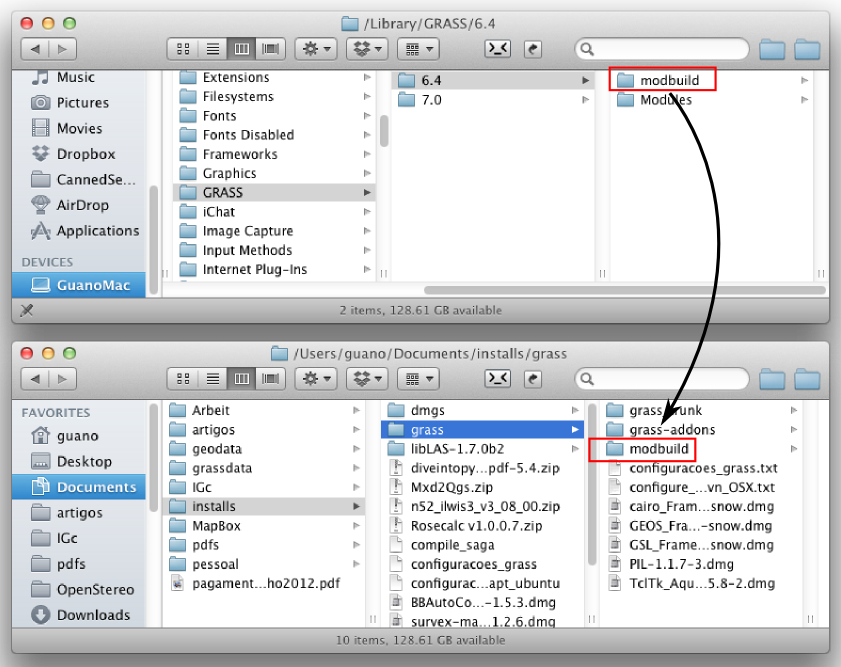 /Library/GRASS/6.4
Music
Pictures
Movies
Dropbox
CannedSe...
AirDrop
Applications
DEVICES
GuanoMac
Extensions
Filesystems
Fonts
Fonts Disabled
Frameworks
Graphics
GRASS
iChat
Image Capture
Input Methods
Internet Plug-Ins
6.4
7.0
modbuild
Modules
2 items, 128.61 GB available
/Users/guano/Documents/installs/grass
FAVORITES
guano
Desktop
Documents
artigos
IGc
pdfs
OpenStereo
Downloads
Arbeit
artigos
geodata
grassdata
IGc
installs
MapBox
pdfs
pessoal
pagament...ho2012.pdf
dmgs
grass
libLAS-1.7.0b2
diveintopy...pdf-5.4.zip
Mxd2Qgs.zip
n52_ilwis3_v3_08_00.zip
Rosecalc v1.0.0.7.zip
compile_saga
configuracoes_grass
configurac...apt_ubuntu
BBAutoCo...-1.5.3.dmg
survex-ma...1.2.6.dmg
grass_trunk
grass-addons
modbuild
configuracoes_grass.txt
configure_...vn_OSX.txt
cairo_Fram...snow.dmg
GEOS_Fra...-snow.dmg
GSL_Frame...snow.dmg
PIL-1.1.7-3.dmg
TclTk_Aqu...5.8-2.dmg
10 items, 128.61 GB available